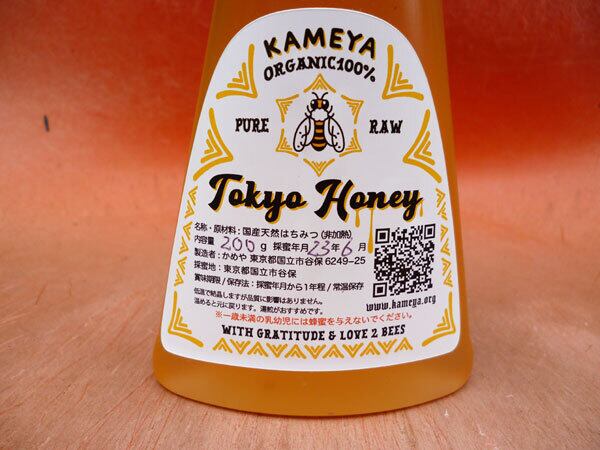 KAMEYA
ORGANIC100%
PURE RAW
Tokyo Honey
名称・原材料:国産天然はちみつ(非加熱)
内容量 200g 採蜜年月23年6月
製造者:かめや 東京都国立市谷保 6249-25
採蜜地:東京都国立市谷保
賞味期限/保存法:採蜜年月から1年程/常温保存
低温で結晶しますが品質に影響はありません。
温めると元に戻ります。湯煎がおすすめです。
※一歳未満の乳幼児には蜂蜜を与えないでください。
www.kameya.org
WITH GRATITUDE & LOVE 2 BEES